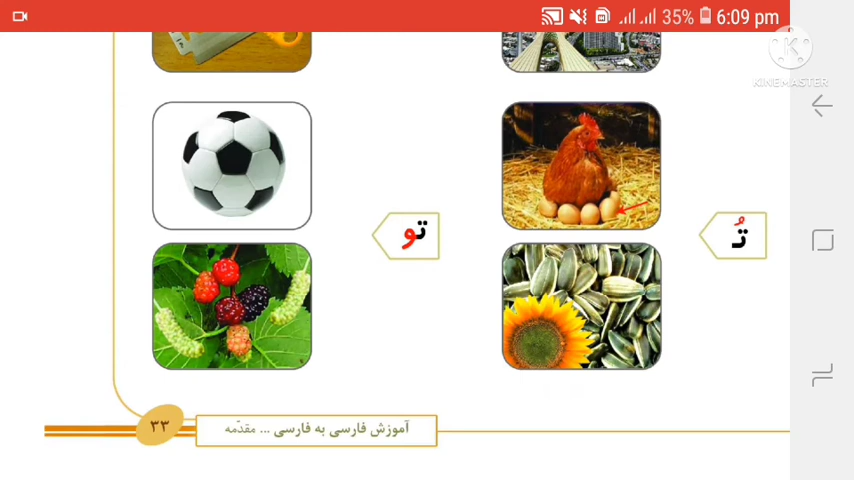 35% 6:09 pm
K
KINEMASTER
تُـ
تو
آموزش فارسی به فارسی ... مقدّمه
۳۳